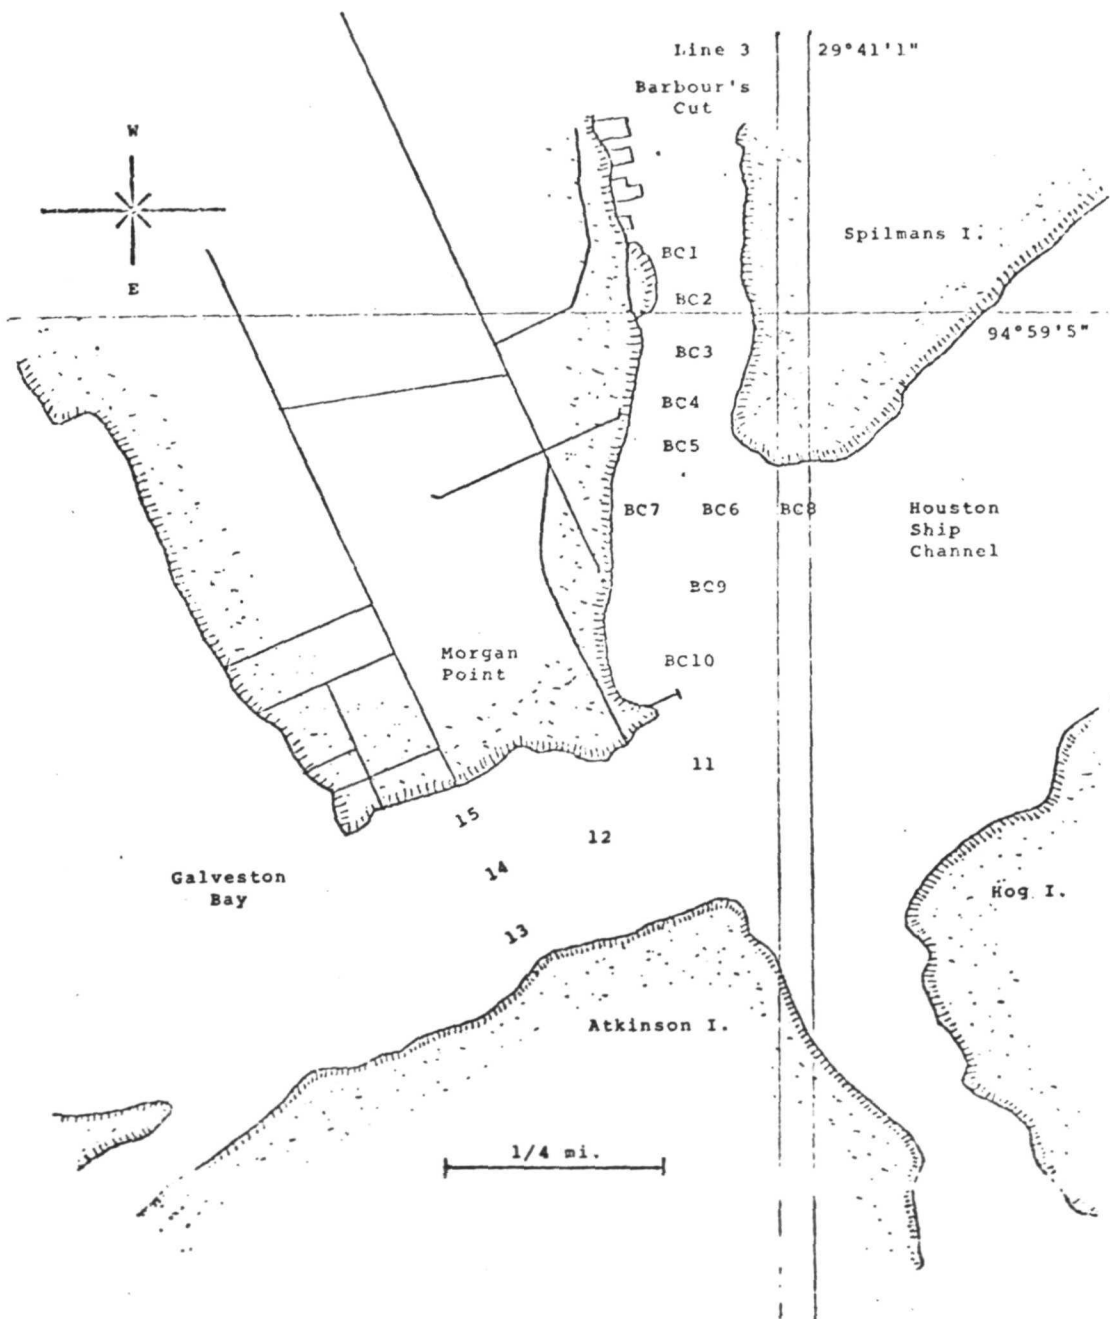 Line 3
29°41'1"
Barbour's
Cut
W
E
Spilmans I.
BC1
BC2
94°59'5"
BC3
BC4
BC5
BC7
BC6
BC8
Houston
Ship
Channel
BC9
Morgan
Point
BC10
11
15
12
14
Galveston
Bay
Hog I.
13
Atkinson I.
1/4 mi.